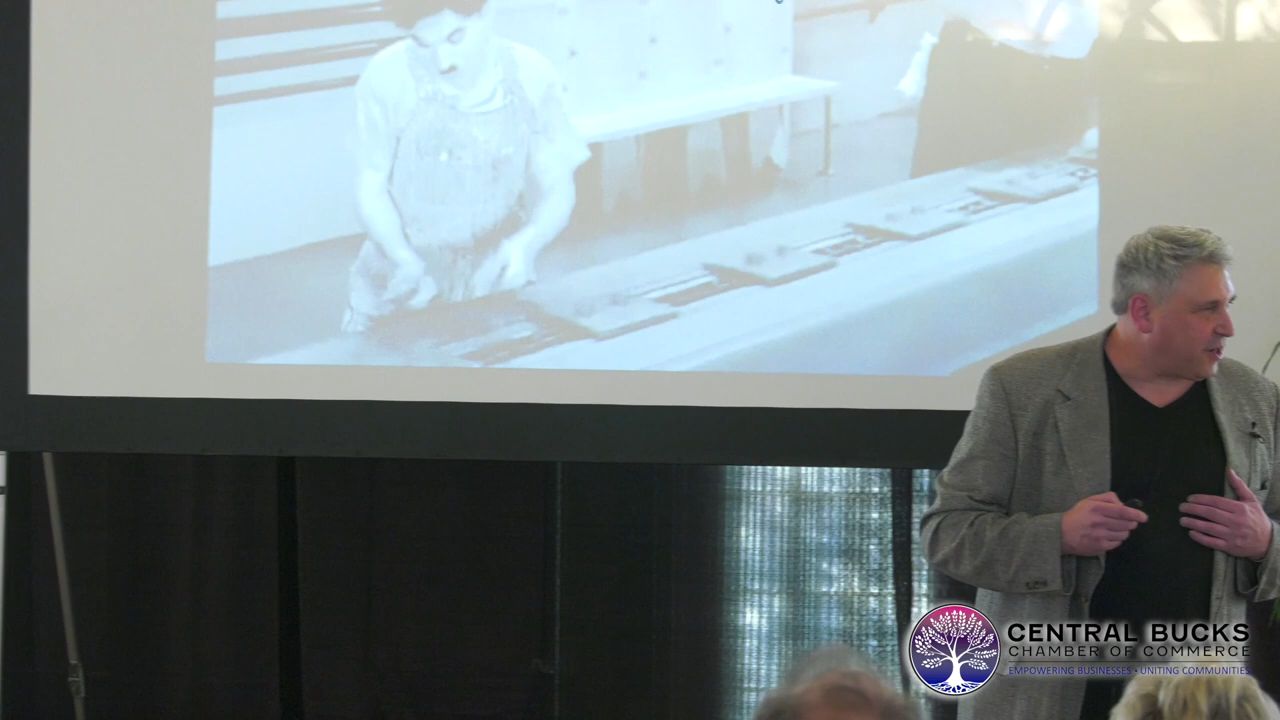 CENTRAL BUCKS
CHAMBER OF COMMERCE
EMPOWERING BUSINESSES • UNITING COMMUNITIES